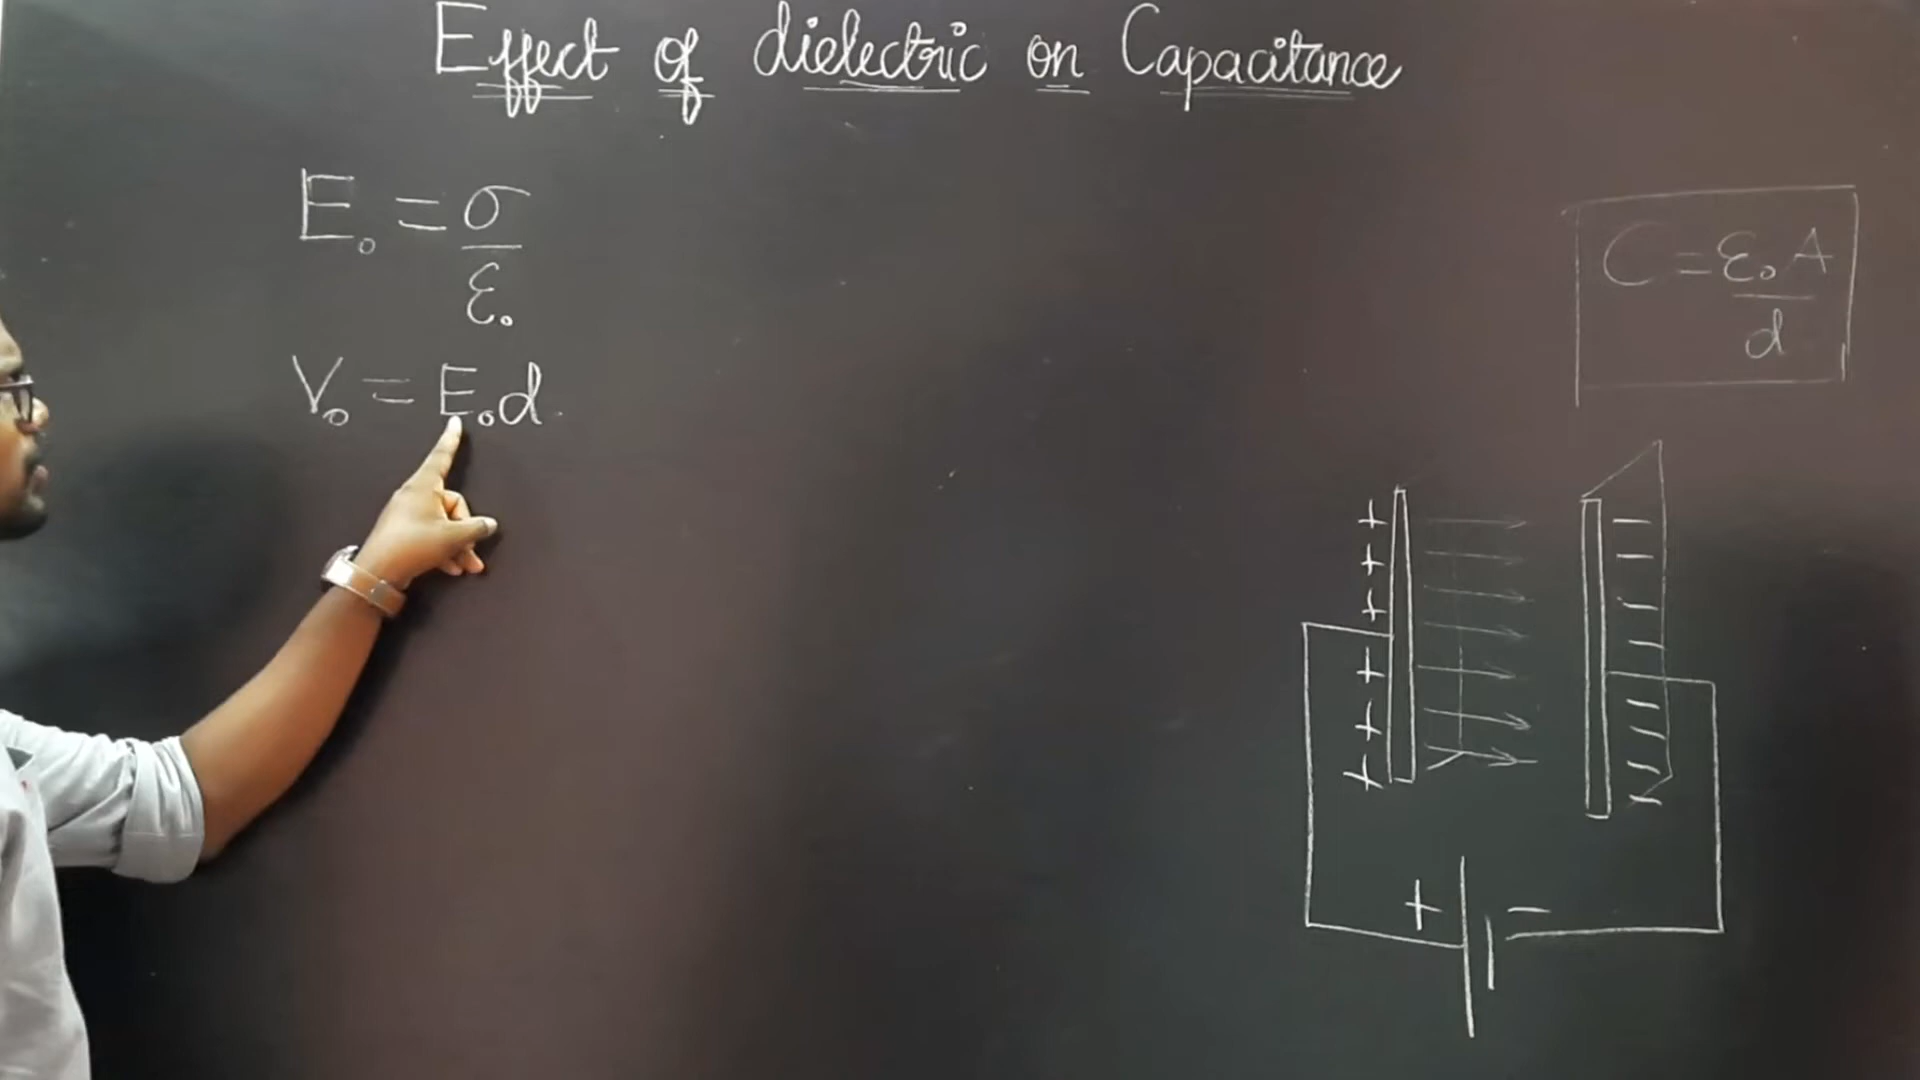 Effect of dielectric on Capacitance
E₀ = σ/ε₀
V₀ = E₀d
C = ε₀A/d
+ −
+ −
+ −
+ −
+ −
+ −
−
−
+ −